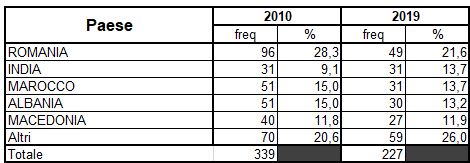 Paese 2010 2019
freq % freq %
ROMANIA 96 28,3 49 21,6
INDIA 31 9,1 31 13,7
MAROCCO 51 15,0 31 13,7
ALBANIA 51 15,0 30 13,2
MACEDONIA 40 11,8 27 11,9
Altri 70 20,6 59 26,0
Totale 339 227